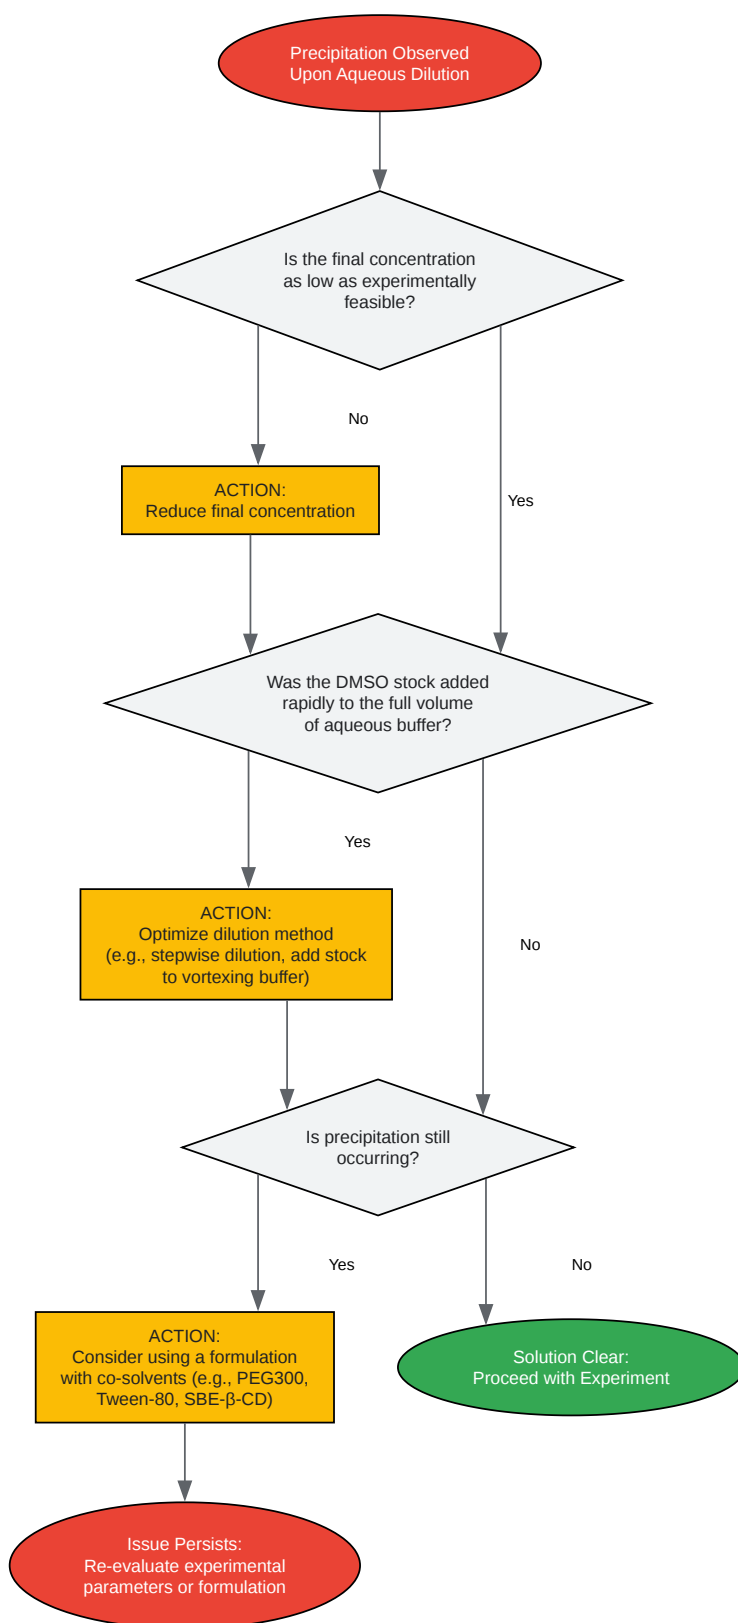 Precipitation Observed
Upon Aqueous Dilution
Is the final concentration
as low as experimentally
feasible?
No
ACTION:
Reduce final concentration
Yes
Was the DMSO stock added
rapidly to the full volume
of aqueous buffer?
Yes
ACTION:
Optimize dilution method
(e.g., stepwise dilution, add stock
to vortexing buffer)
No
Is precipitation still
occurring?
Yes
No
ACTION:
Consider using a formulation
with co-solvents (e.g., PEG300,
Tween-80, SBE-β-CD)
Solution Clear:
Proceed with Experiment
Issue Persists:
Re-evaluate experimental
parameters or formulation